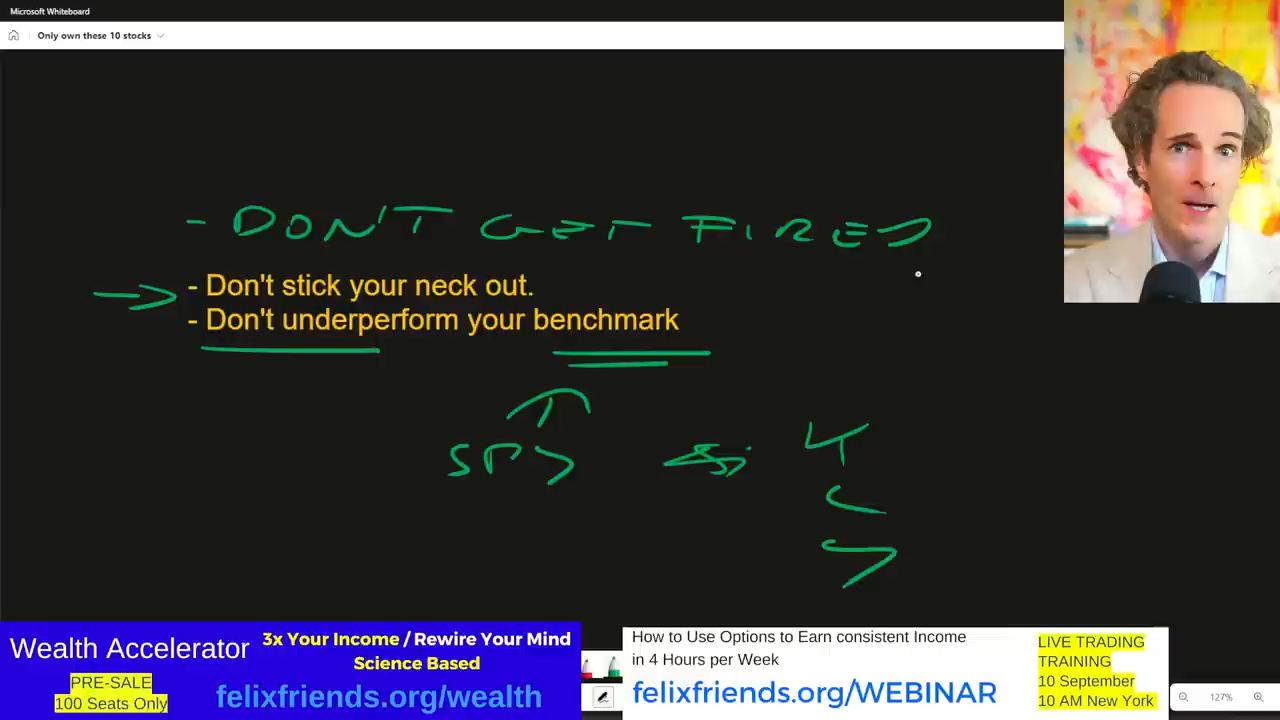 Microsoft Whiteboard
Only own these 10 stocks
- DON'T GET FIRED
- Don't stick your neck out.
- Don't underperform your benchmark
SPY
Wealth Accelerator
3x Your Income / Rewire Your Mind
Science Based
PRE-SALE
100 Seats Only
felixfriends.org/wealth
How to Use Options to Earn consistent Income
in 4 Hours per Week
felixfriends.org/WEBINAR
LIVE TRADING
TRAINING
10 September
10 AM New York
127%